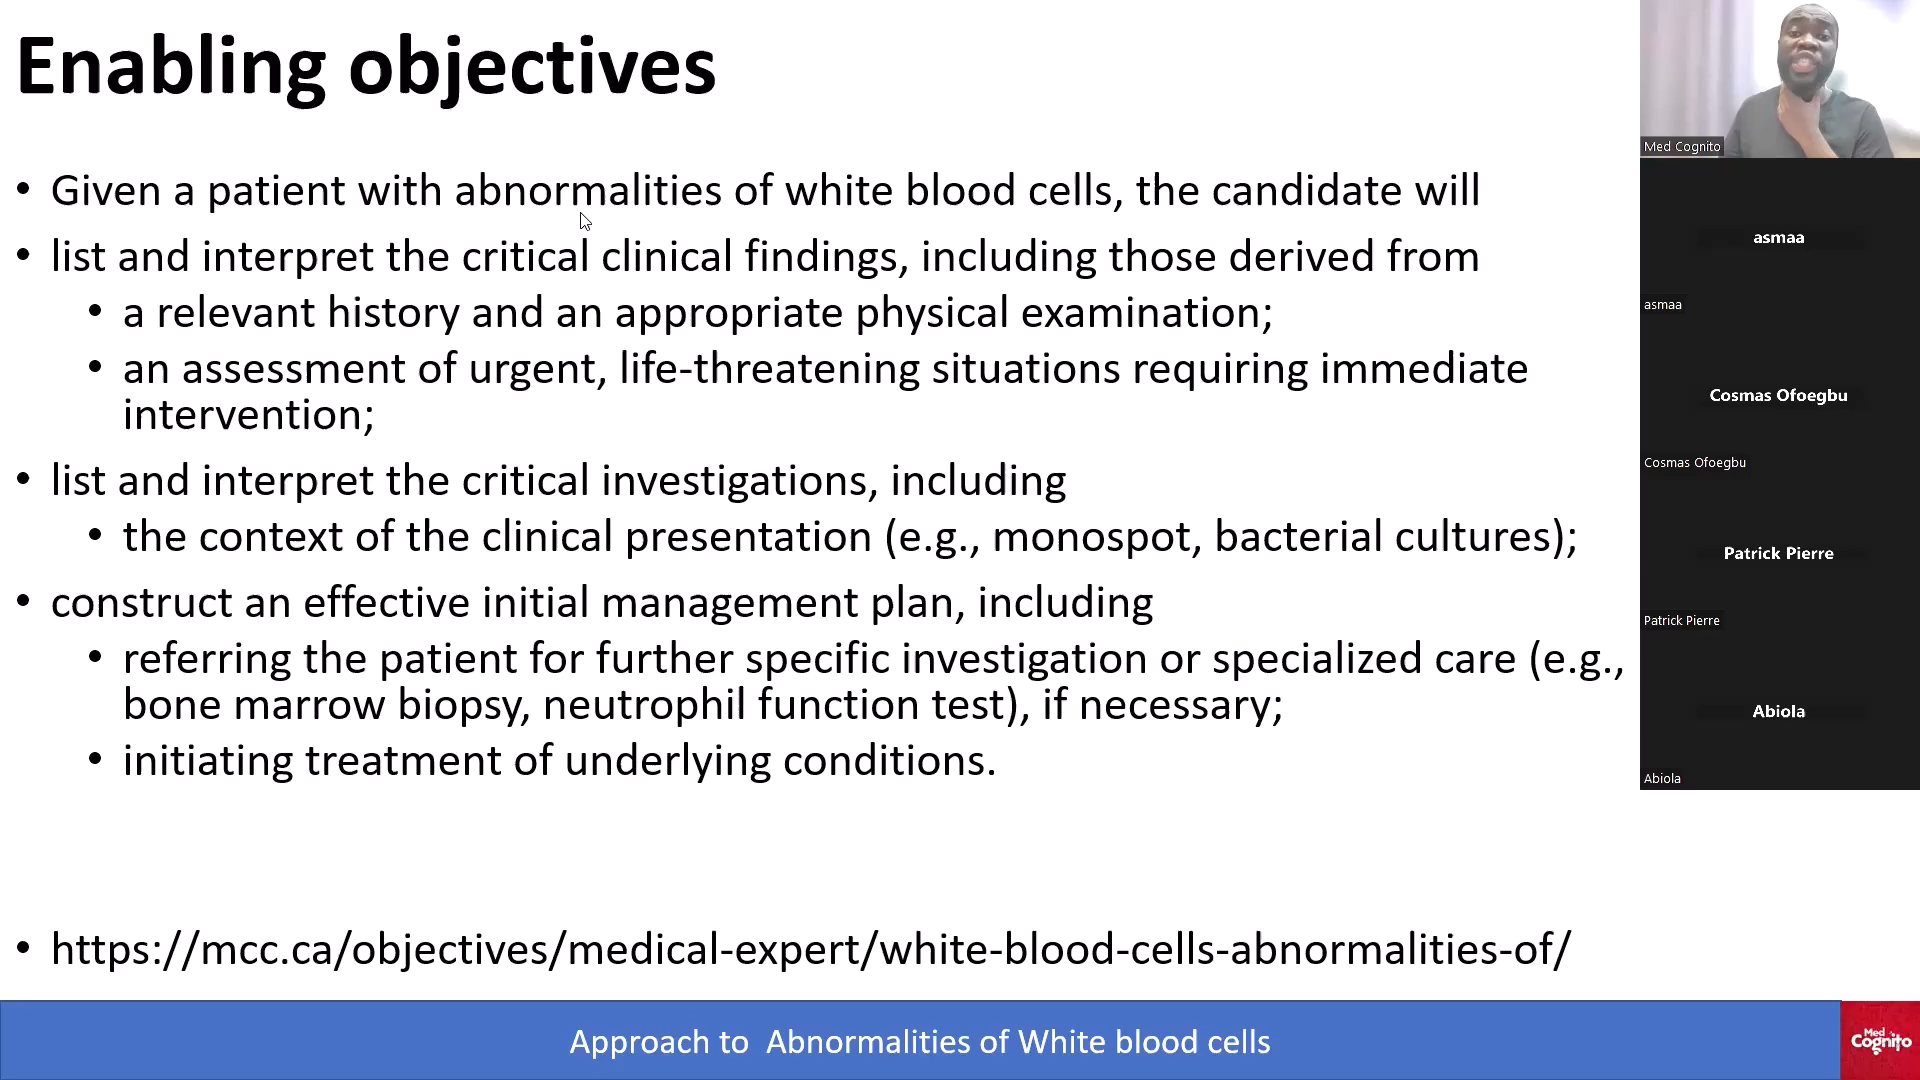 Enabling objectives
• Given a patient with abnormalities of white blood cells, the candidate will
• list and interpret the critical clinical findings, including those derived from
• a relevant history and an appropriate physical examination;
• an assessment of urgent, life-threatening situations requiring immediate
intervention;
• list and interpret the critical investigations, including
• the context of the clinical presentation (e.g., monospot, bacterial cultures);
• construct an effective initial management plan, including
• referring the patient for further specific investigation or specialized care (e.g.,
bone marrow biopsy, neutrophil function test), if necessary;
• initiating treatment of underlying conditions.
• https://mcc.ca/objectives/medical-expert/white-blood-cells-abnormalities-of/
Approach to  Abnormalities of White blood cells
Med
Cognito
Med Cognito
asmaa
asmaa
Cosmas Ofoegbu
Cosmas Ofoegbu
Patrick Pierre
Patrick Pierre
Abiola
Abiola